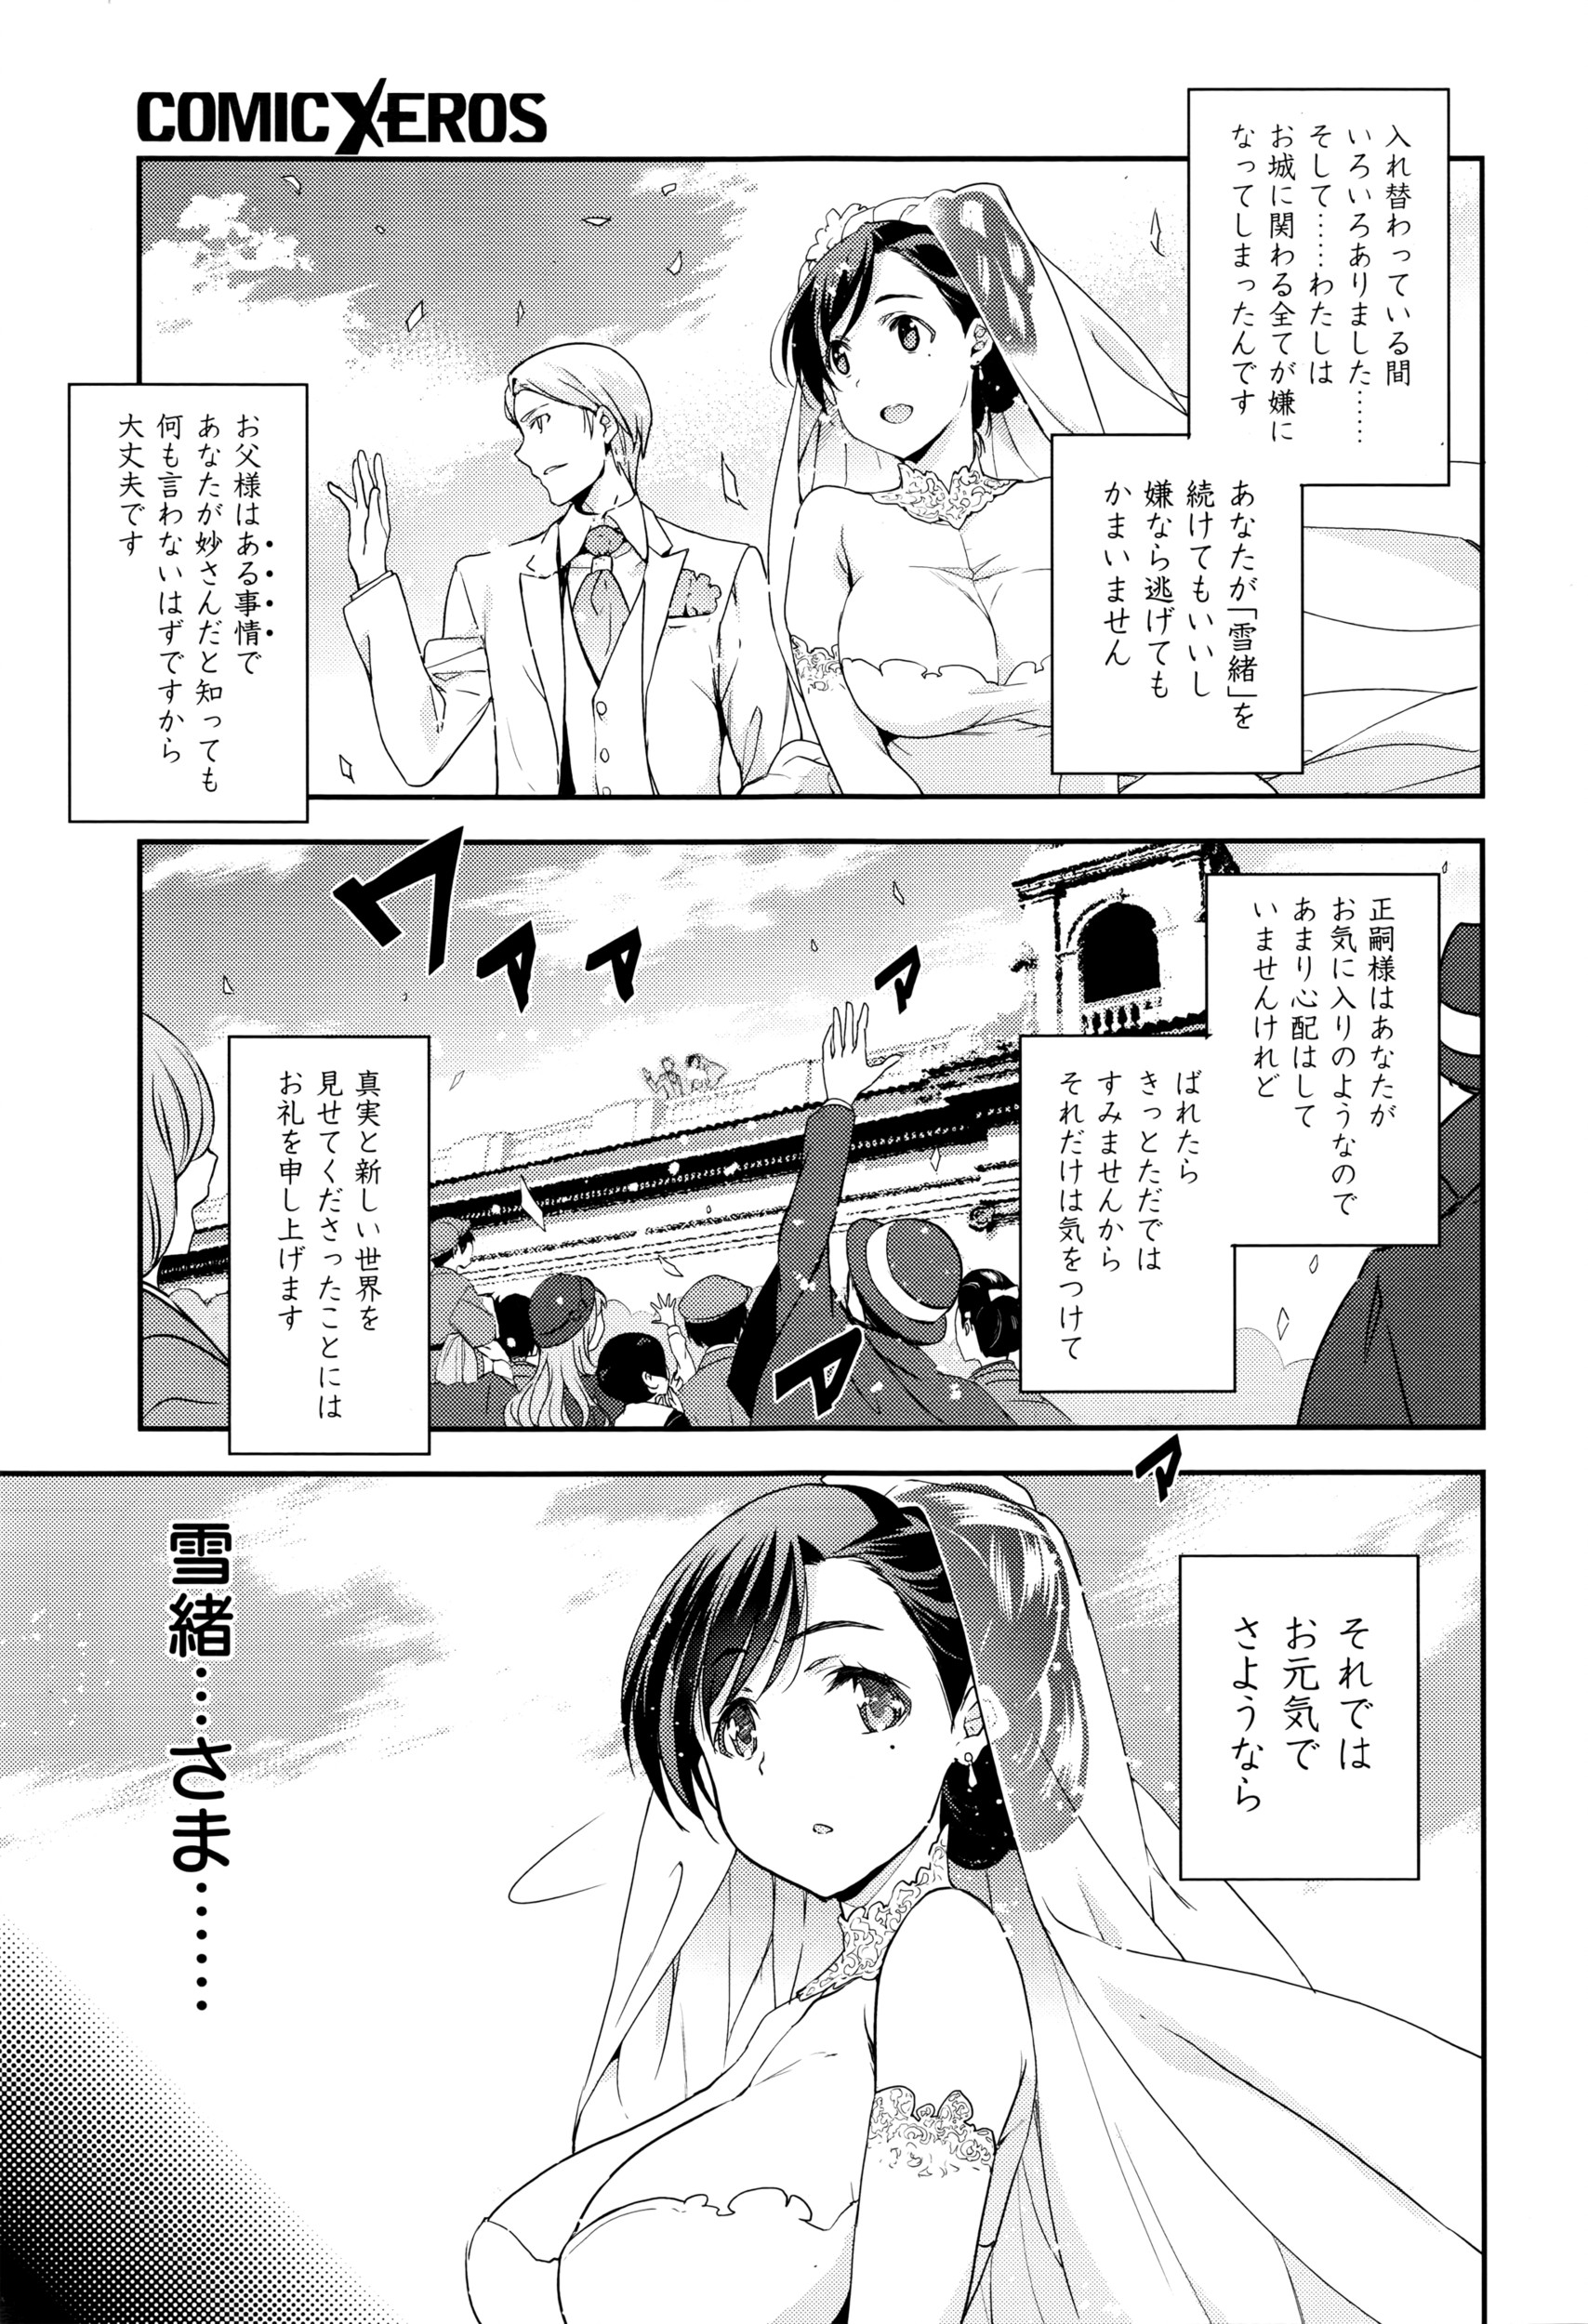 COMIC XEROS
入れ替わっている間
いろいろありました……
そして……わたしは
お城に関わる全てが嫌に
なってしまったんです
あなたが「雪緒」を
続けてもいいし
嫌なら逃げても
かまいません
お父様はある事情で
あなたが妙さんだと知っても
何も言わないはずですから
大丈夫です
正嗣様はあなたが
お気に入りのようなので
あまり心配はして
いませんけれど
ばれたら
きっとただでは
すみませんから
それだけは気をつけて
真実と新しい世界を
見せてくださったことには
お礼を申し上げます
ワァァァァァ
それでは
お元気で
さようなら
雪緒…さま……